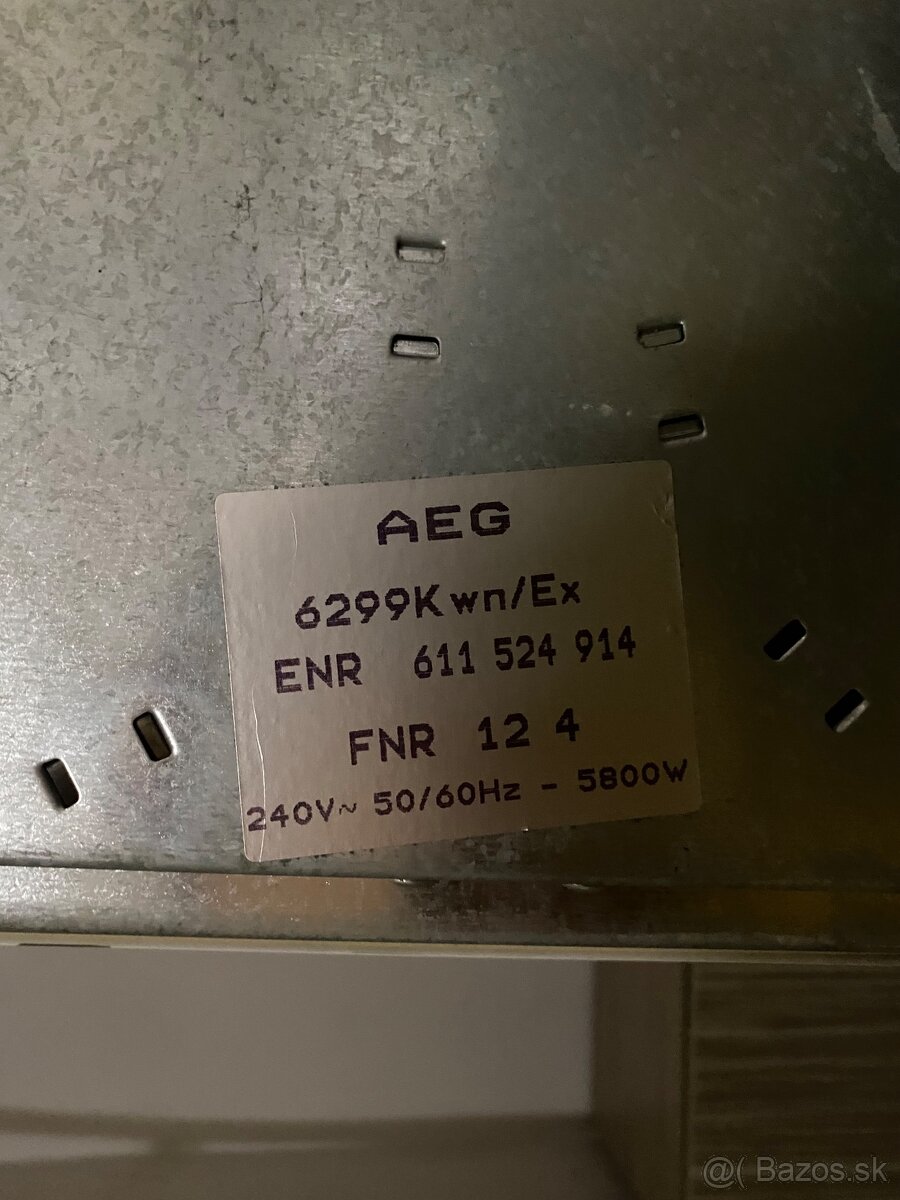 AEG
6299Kwn/Ex
ENR 611 524 914
FNR 12 4
240V~ 50/60Hz - 5800W
@( Bazos.sk